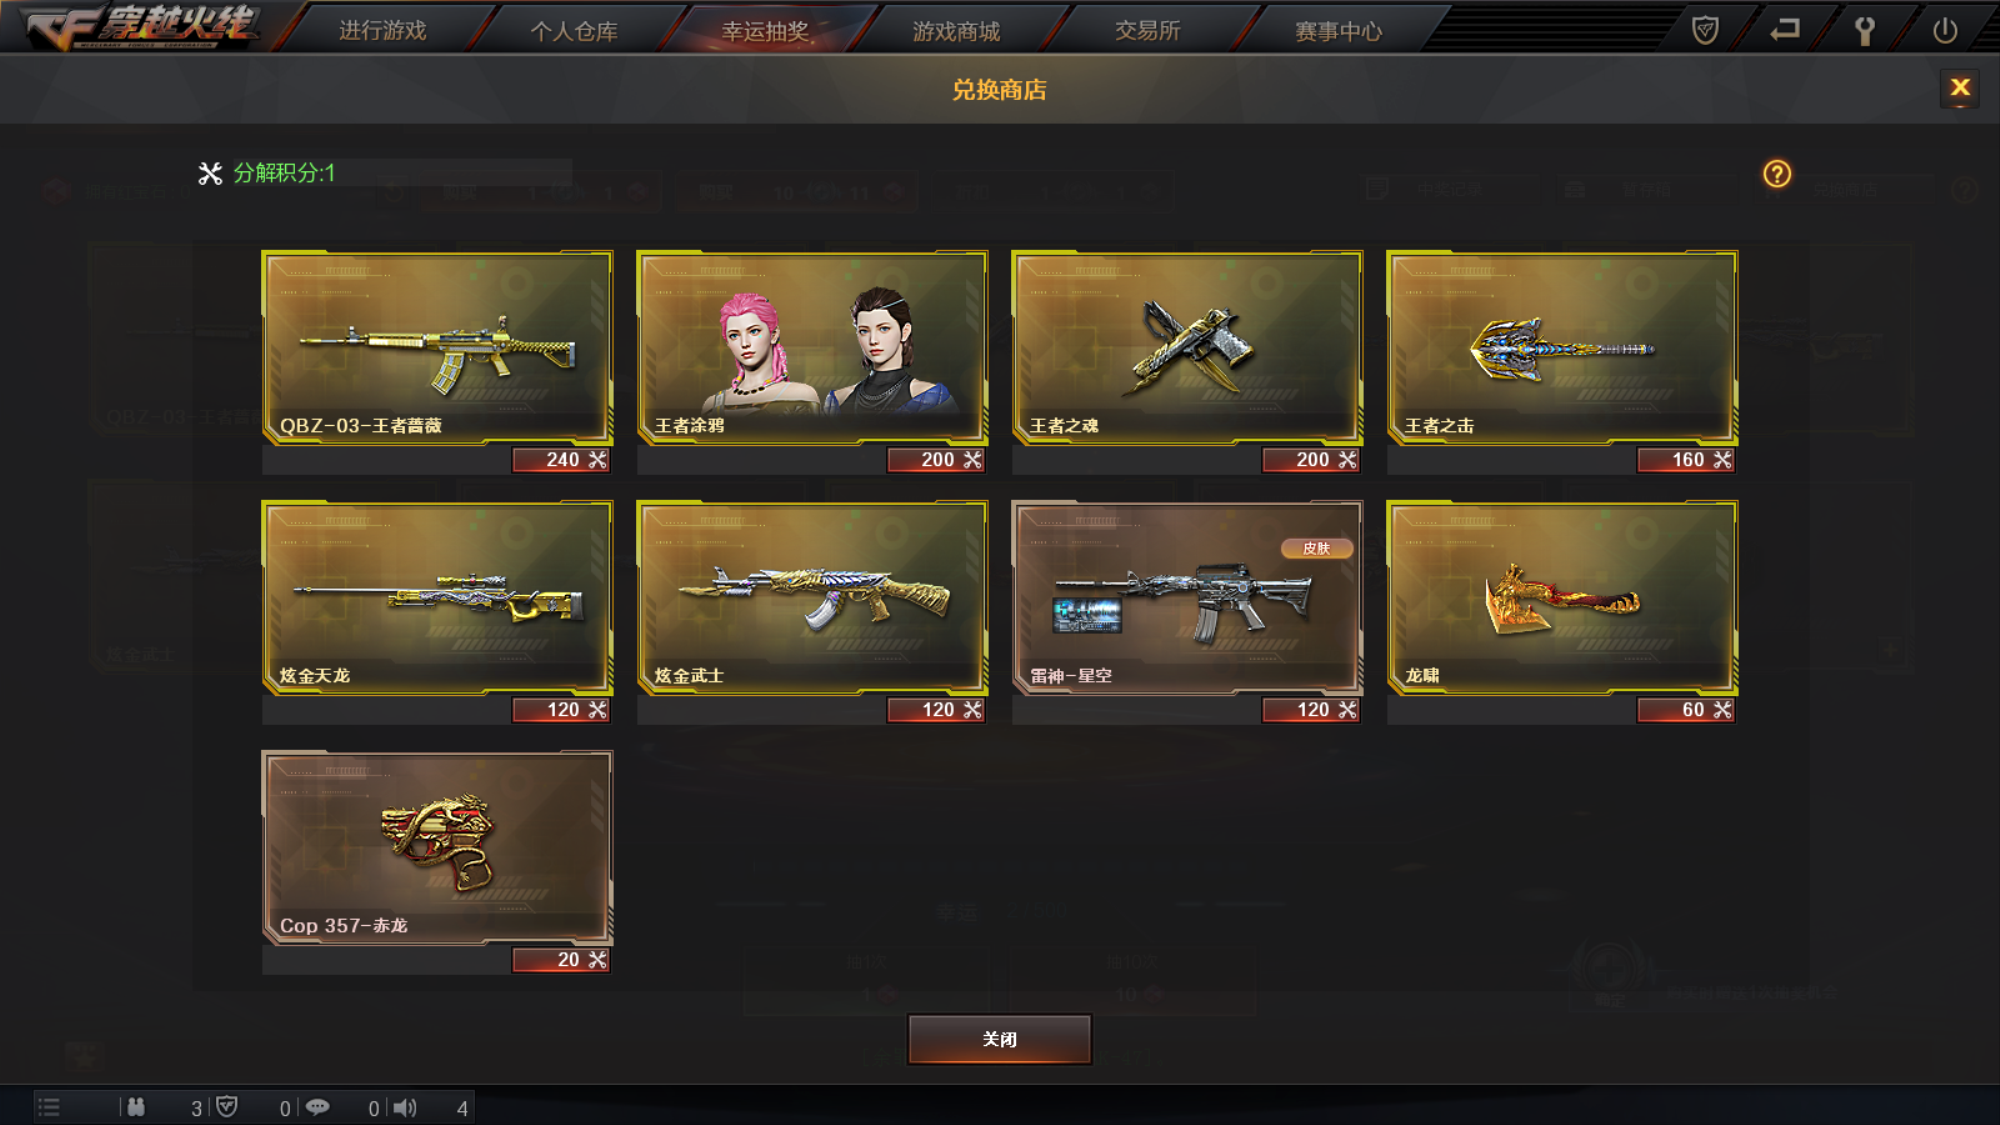 穿越火线
进行游戏 个人仓库 幸运抽奖 游戏商城 交易所 赛事中心
兑换商店
X
分解积分:1
?
QBZ-03-王者蔷薇 王者涂鸦 王者之魂 王者之击
240 200 200 160
皮肤
炫金天龙 炫金武士 雷神-星空 龙啸
120 120 120 60
Cop 357-赤龙
20
关闭
3 0 0 4